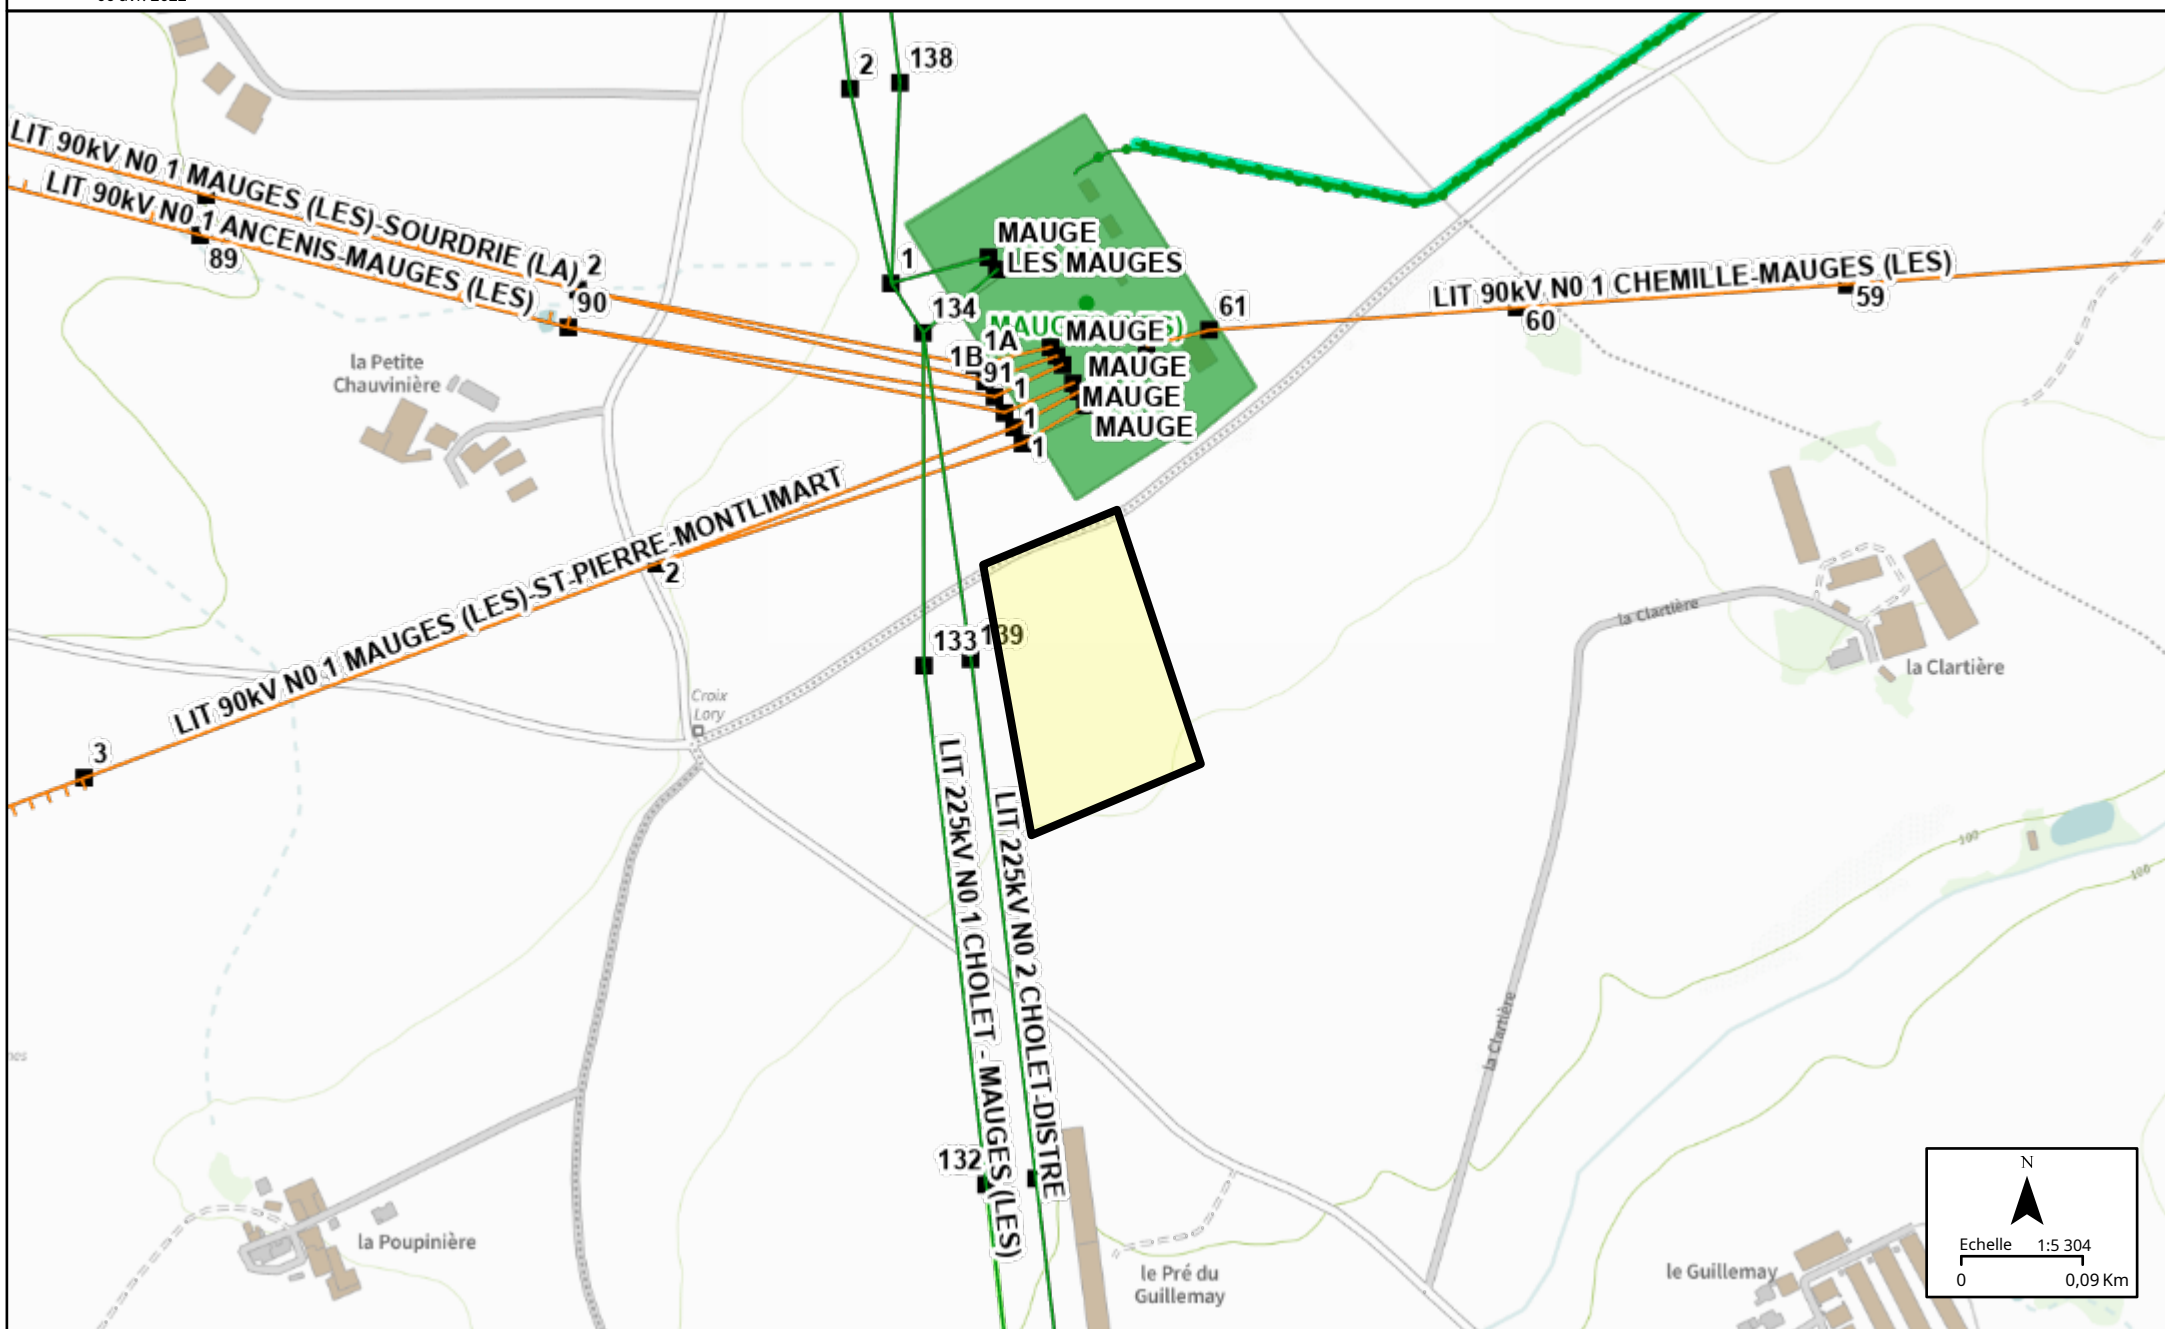 2
138
LIT 90kV N0 1 MAUGES (LES)-SOURDRIE (LA)
LIT 90kV N0 1 ANCENIS-MAUGES (LES)
89
2
90
1
MAUGE
LES MAUGES
134
MAUGE
61
LIT 90kV N0 1 CHEMILLE-MAUGES (LES)
60
59
1A
1B
91
1
MAUGE
MAUGE
MAUGE
1
1
la Petite
Chauvinière
LIT 90kV N0 1 MAUGES (LES)-ST-PIERRE-MONTLIMART
2
3
133
139
Croix
Lory
la Clartière
la Clartière
la Clartière
LIT 225kV N0 1 CHOLET - MAUGES (LES)
LIT 225kV N0 2 CHOLET-DISTRE
132
100
100
la Poupinière
le Pré du
Guillemay
le Guillemay
N
Echelle 1:5 304
0 0,09 Km